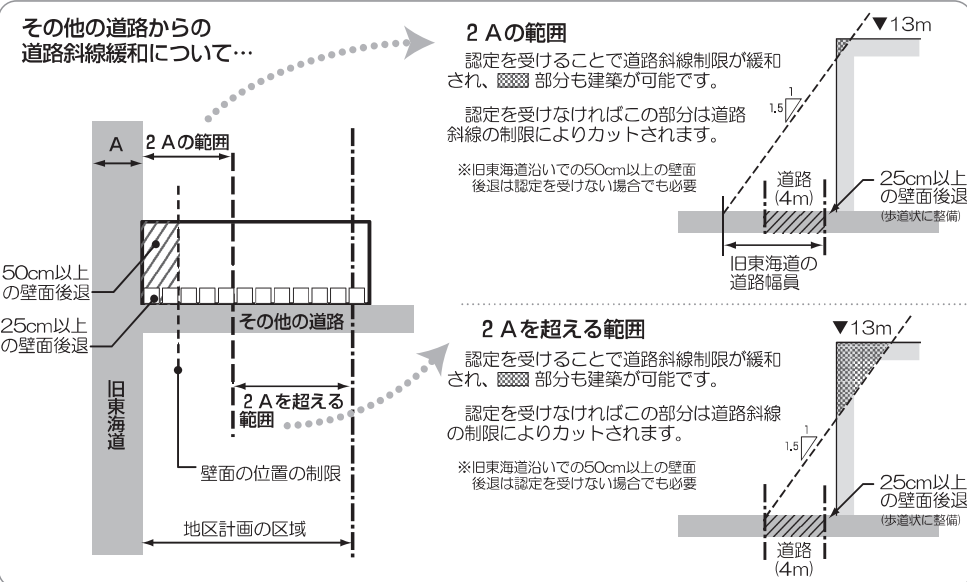 その他の道路からの
道路斜線緩和について…
A
2Aの範囲
50cm以上
の壁面後退
25cm以上
の壁面後退
その他の道路
旧東海道
2Aを超える
範囲
壁面の位置の制限
地区計画の区域
2Aの範囲
認定を受けることで道路斜線制限が緩和
され、部分も建築が可能です。
認定を受けなければこの部分は道路
斜線の制限によりカットされます。
※旧東海道沿いでの50cm以上の壁面
後退は認定を受けない場合でも必要
▼13m
1
1.5
道路
(4m)
25cm以上
の壁面後退
(歩道状に整備)
旧東海道の
道路幅員
2Aを超える範囲
認定を受けることで道路斜線制限が緩和
され、部分も建築が可能です。
認定を受けなければこの部分は道路斜線
の制限によりカットされます。
※旧東海道沿いでの50cm以上の壁面
後退は認定を受けない場合でも必要
▼13m
1
1.5
25cm以上
の壁面後退
(歩道状に整備)
道路
(4m)